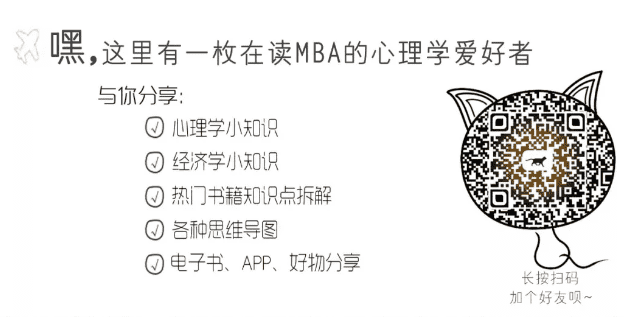 嘿,这里有一枚在读MBA的心理学爱好者
与你分享:
心理学小知识
经济学小知识
热门书籍知识点拆解
各种思维导图
电子书、APP、好物分享
长按扫码
加个好友呗~